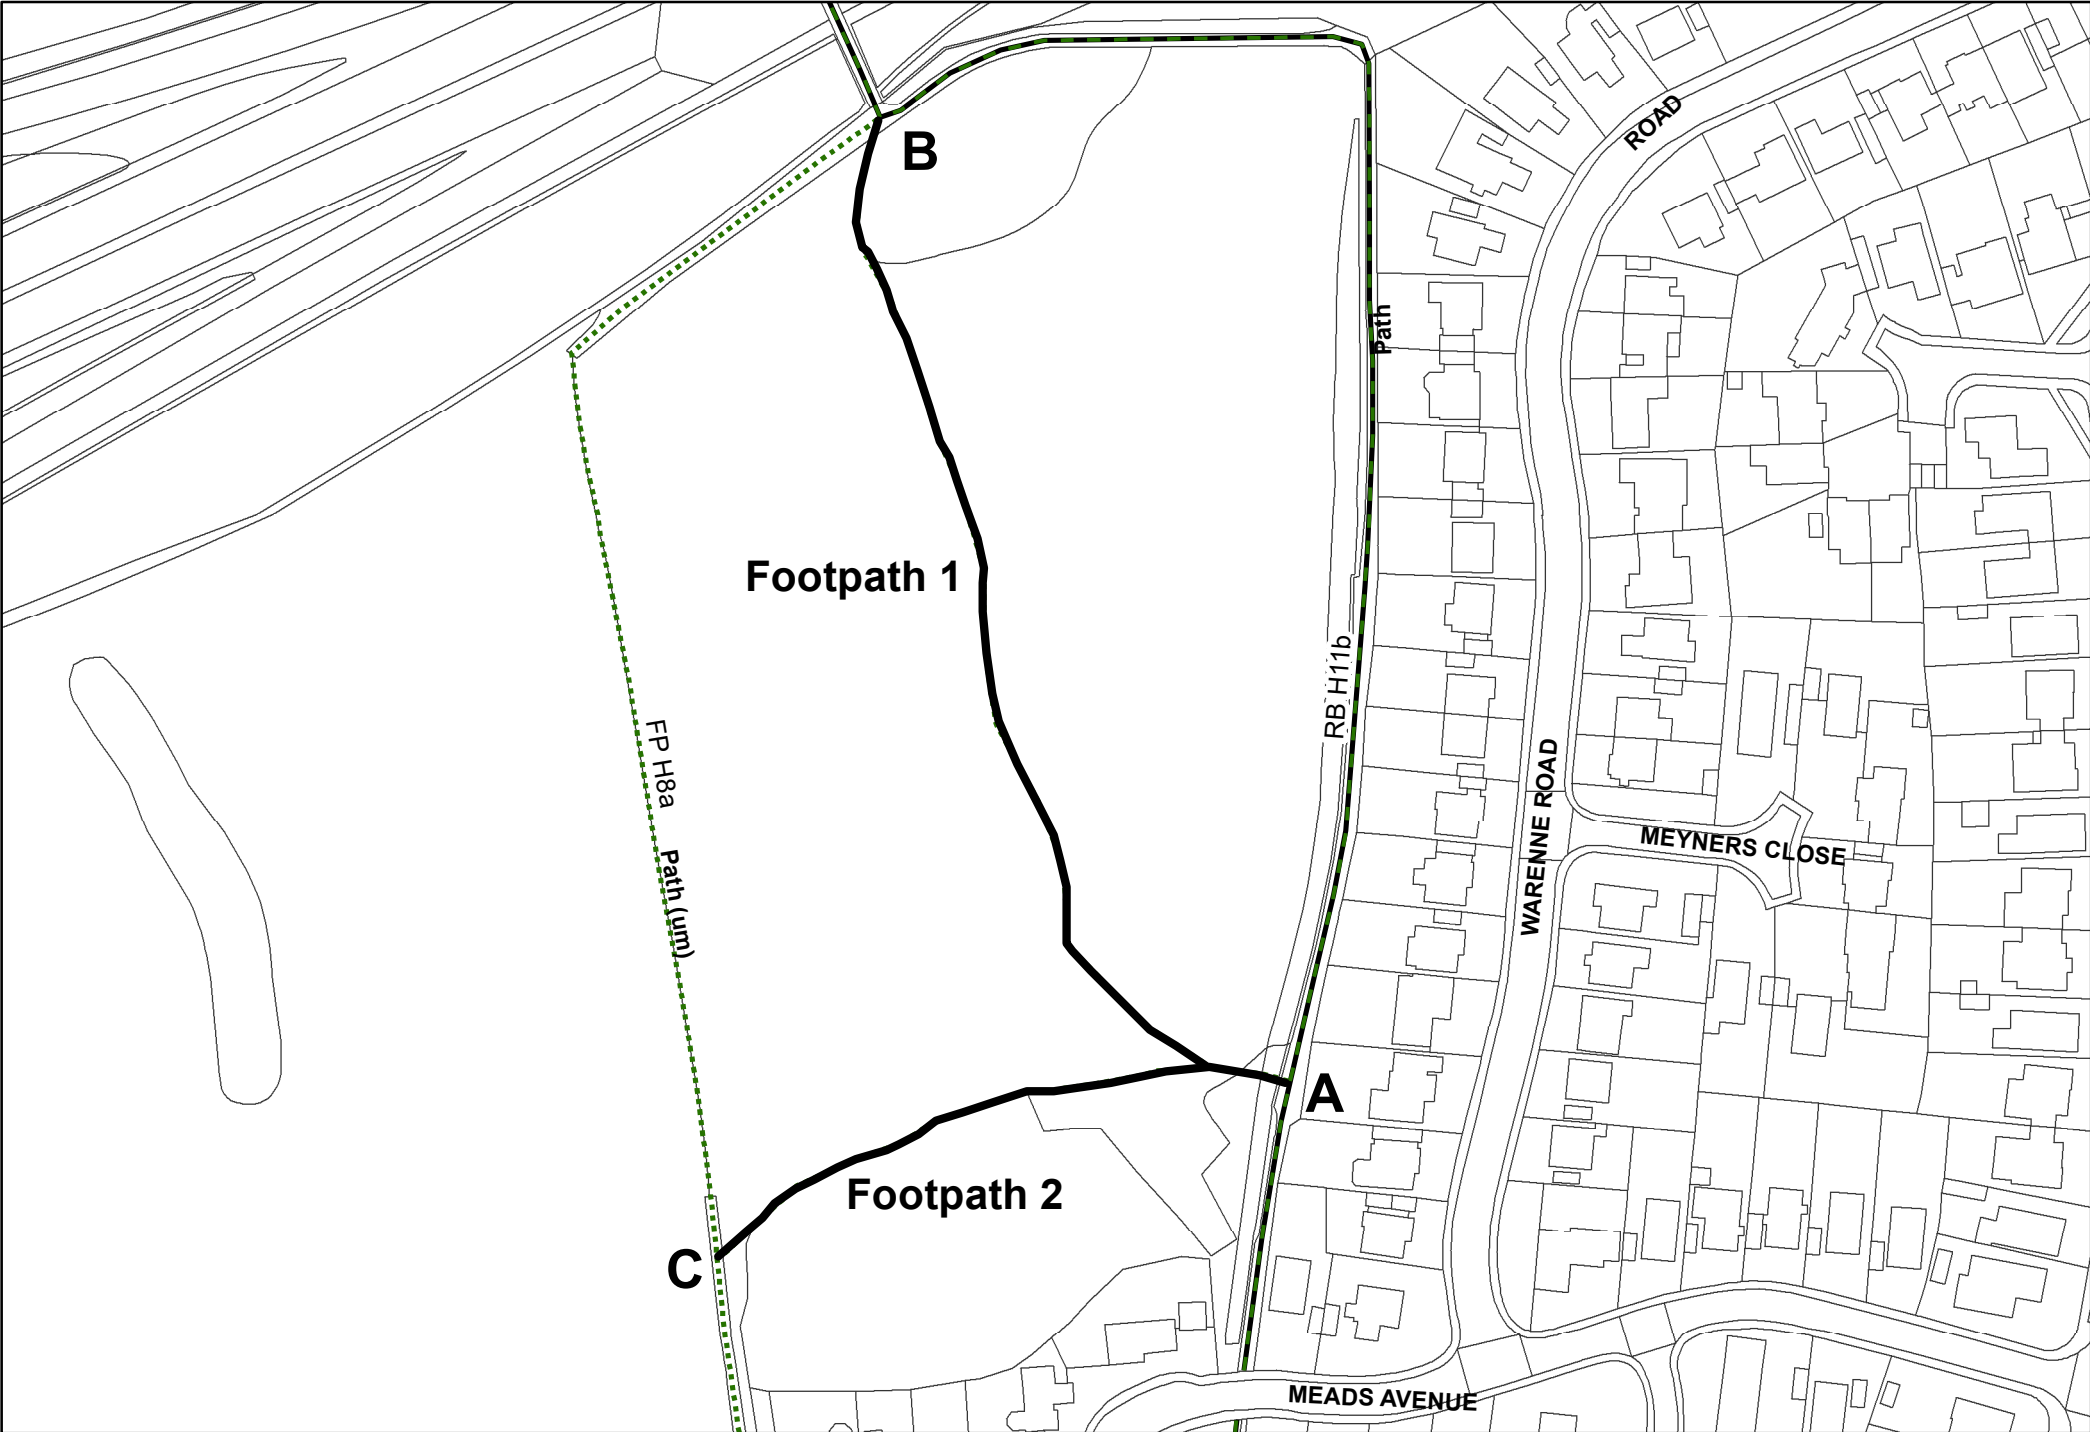 ROAD
B
Path
Footpath 1
RB H11b
FP H8a
Path (um)
WARENNE ROAD
MEYNERS CLOSE
A
Footpath 2
C
MEADS AVENUE